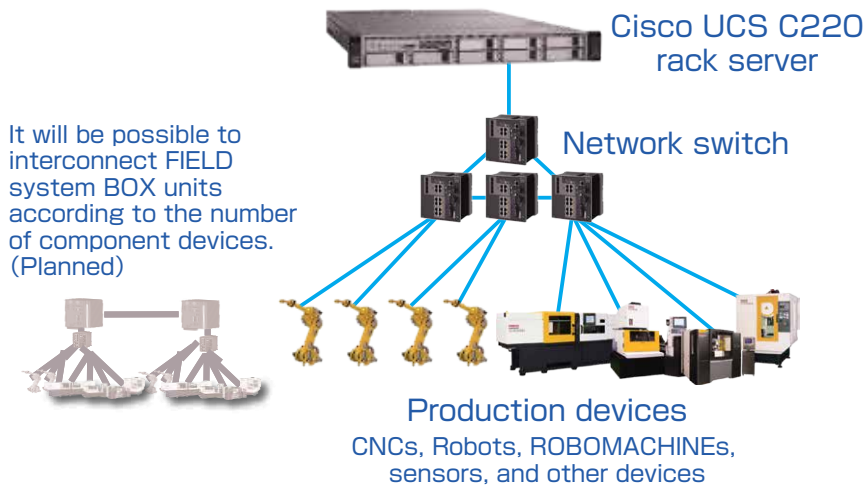 Cisco UCS C220
rack server
Network switch
It will be possible to
interconnect FIELD
system BOX units
according to the number
of component devices.
(Planned)
Production devices
CNCs, Robots, ROBOMACHINEs,
sensors, and other devices